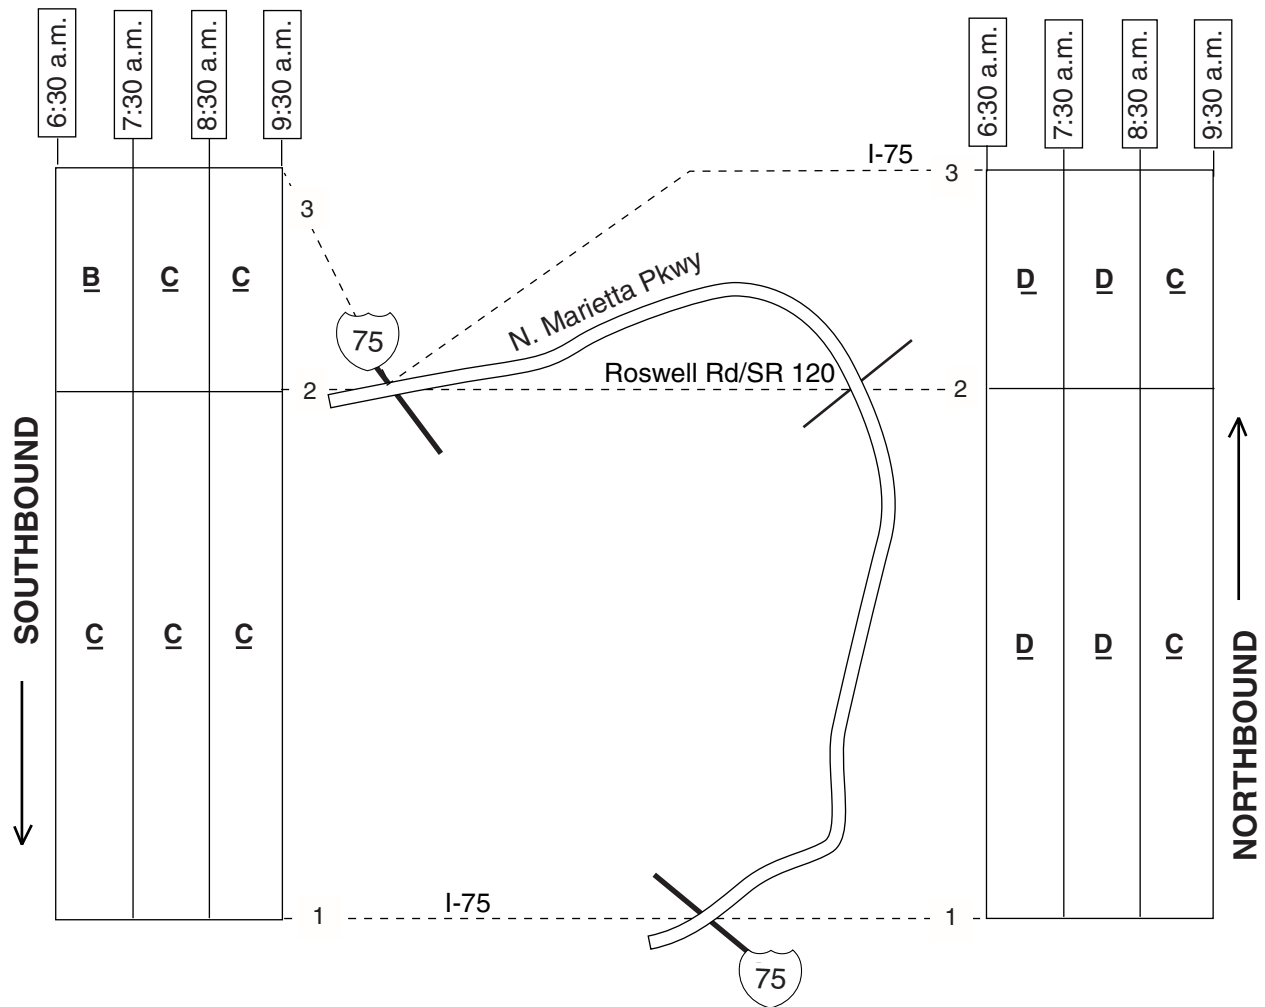 6:30 a.m.
7:30 a.m.
8:30 a.m.
9:30 a.m.
6:30 a.m.
7:30 a.m.
8:30 a.m.
9:30 a.m.
I-75
3
3
B C C
D D C
N. Marietta Pkwy
75
Roswell Rd/SR 120
2
2
SOUTHBOUND
C C C
D D C
NORTHBOUND
I-75
1
1
75